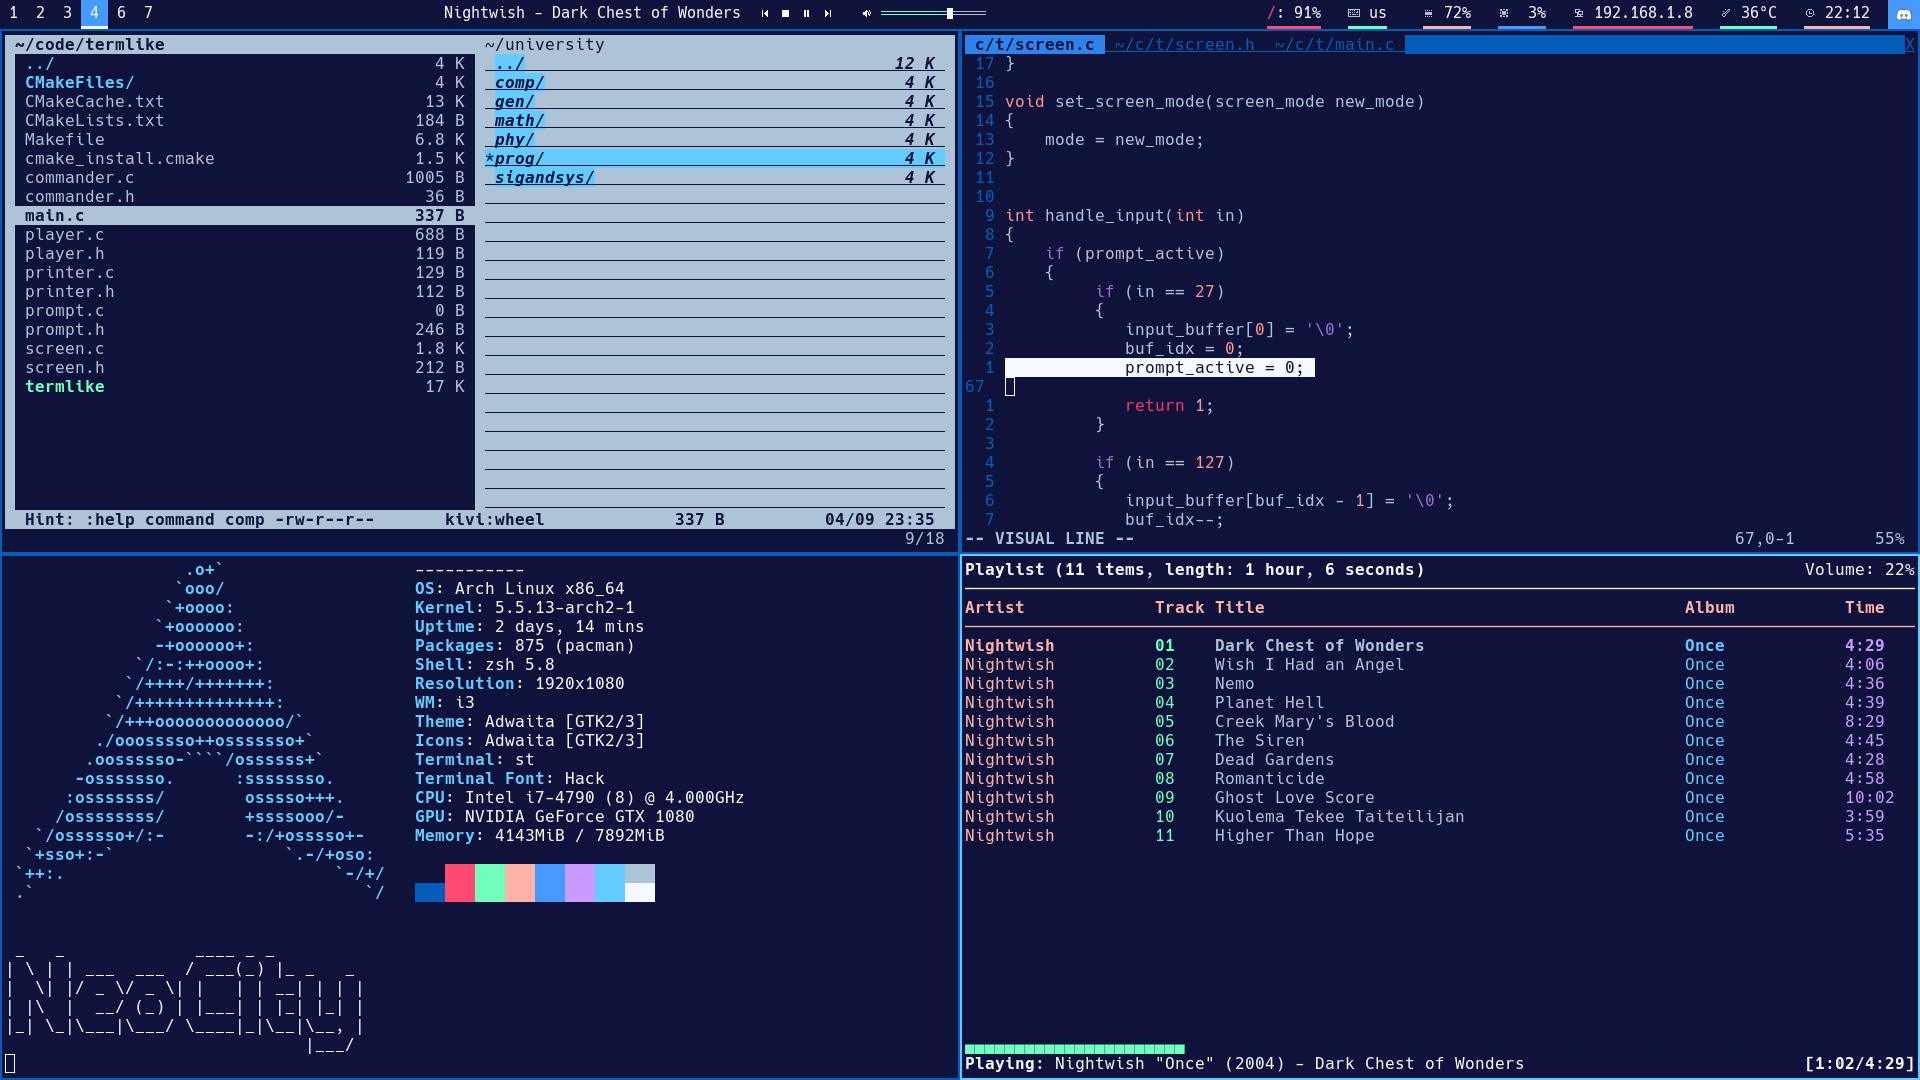 1 2 3 4 6 7 Nightwish - Dark Chest of Wonders /: 91% us 72% 3% 192.168.1.8 36°C 22:12
~/code/termlike
../ 4 K
CMakeFiles/ 4 K
CMakeCache.txt 13 K
CMakeLists.txt 184 B
Makefile 6.8 K
cmake_install.cmake 1.5 K
commander.c 1005 B
commander.h 36 B
main.c 337 B
player.c 688 B
player.h 119 B
printer.c 129 B
printer.h 112 B
prompt.c 0 B
prompt.h 246 B
screen.c 1.8 K
screen.h 212 B
termlike 17 K
~/university
../ 12 K
comp/ 4 K
gen/ 4 K
math/ 4 K
phy/ 4 K
*prog/ 4 K
sigandsys/ 4 K
Hint: :help command comp -rw-r--r-- kivi:wheel 337 B 04/09 23:35
9/18
c/t/screen.c ~/c/t/screen.h ~/c/t/main.c X
17 }
16
15 void set_screen_mode(screen_mode new_mode)
14 {
13     mode = new_mode;
12 }
11
10
9 int handle_input(int in)
8 {
7     if (prompt_active)
6     {
5          if (in == 27)
4          {
3             input_buffer[0] = '\0';
2             buf_idx = 0;
1             prompt_active = 0;
67
1             return 1;
2          }
3
4          if (in == 127)
5          {
6             input_buffer[buf_idx - 1] = '\0';
7             buf_idx--;
-- VISUAL LINE -- 67,0-1 55%
                  .o+`
                 `ooo/
                `+oooo:
               `+oooooo:
               -+oooooo+:
             `/:-:++oooo+:
            `/++++/+++++++:
           `/++++++++++++++:
          `/+++ooooooooooooo/`
         ./ooosssso++osssssso+`
        .oossssso-````/ossssss+`
       -osssssso.      :ssssssso.
      :osssssss/        osssso+++.
     /ossssssss/        +ssssooo/-
   `/ossssso+/:-        -:/+osssso+-
  `+sso+:-`                 `.-/+oso:
 `++:.                           `-/+/
 .`                                 `/
-----------
OS: Arch Linux x86_64
Kernel: 5.5.13-arch2-1
Uptime: 2 days, 14 mins
Packages: 875 (pacman)
Shell: zsh 5.8
Resolution: 1920x1080
WM: i3
Theme: Adwaita [GTK2/3]
Icons: Adwaita [GTK2/3]
Terminal: st
Terminal Font: Hack
CPU: Intel i7-4790 (8) @ 4.000GHz
GPU: NVIDIA GeForce GTX 1080
Memory: 4143MiB / 7892MiB
 _   _             ____ _ _
| \ | | ___  ___  / ___(_) |_ _   _
|  \| |/ _ \/ _ \| |   | | __| | | |
| |\  |  __/ (_) | |___| | |_| |_| |
|_| \_|\___|\___/ \____|_|\__|\__, |
                              |___/
Playlist (11 items, length: 1 hour, 6 seconds) Volume: 22%
Artist Track Title Album Time
Nightwish 01 Dark Chest of Wonders Once 4:29
Nightwish 02 Wish I Had an Angel Once 4:06
Nightwish 03 Nemo Once 4:36
Nightwish 04 Planet Hell Once 4:39
Nightwish 05 Creek Mary's Blood Once 8:29
Nightwish 06 The Siren Once 4:45
Nightwish 07 Dead Gardens Once 4:28
Nightwish 08 Romanticide Once 4:58
Nightwish 09 Ghost Love Score Once 10:02
Nightwish 10 Kuolema Tekee Taiteilijan Once 3:59
Nightwish 11 Higher Than Hope Once 5:35
Playing: Nightwish "Once" (2004) - Dark Chest of Wonders [1:02/4:29]